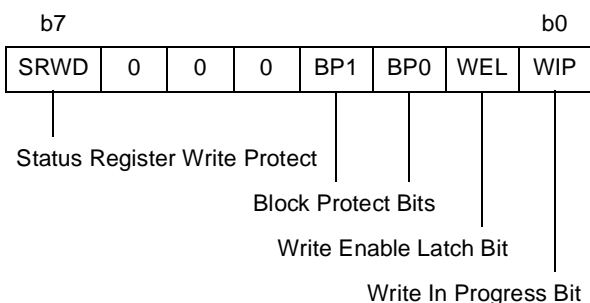 b7 b0
SRWD 0 0 0 BP1 BP0 WEL WIP
Status Register Write Protect
Block Protect Bits
Write Enable Latch Bit
Write In Progress Bit